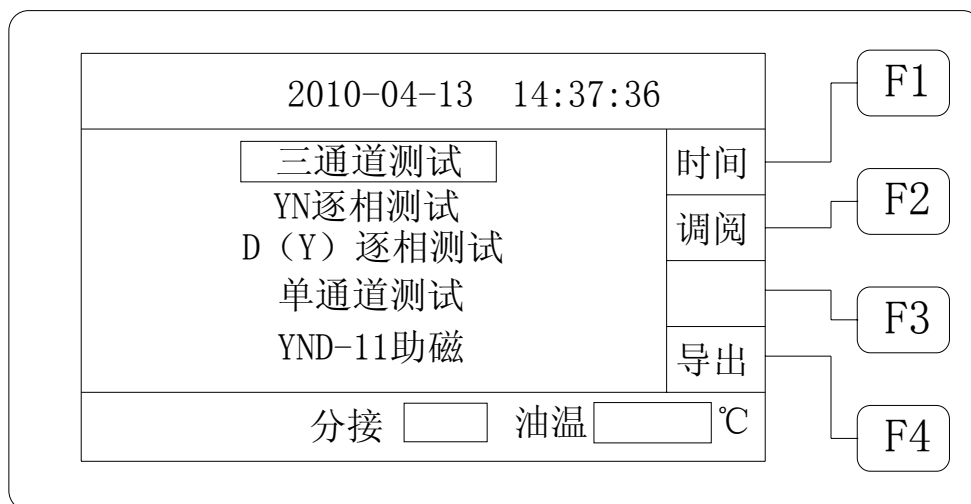 2010-04-13 14:37:36
三通道测试
YN逐相测试
D（Y）逐相测试
单通道测试
YND-11助磁
时间
调阅
导出
分接 油温 ℃
F1
F2
F3
F4